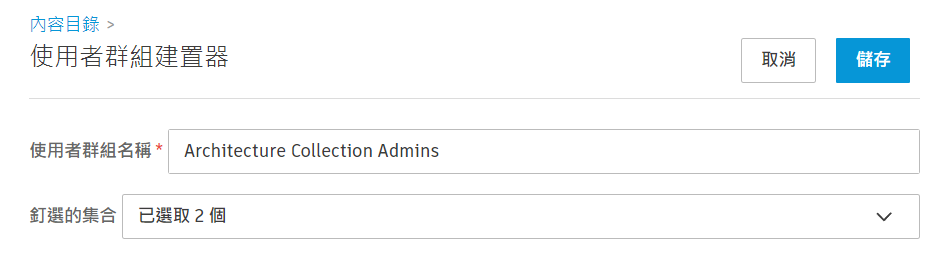 內容目錄 >
使用者群組建置器
取消
儲存
使用者群組名稱 * Architecture Collection Admins
釘選的集合 已選取 2 個